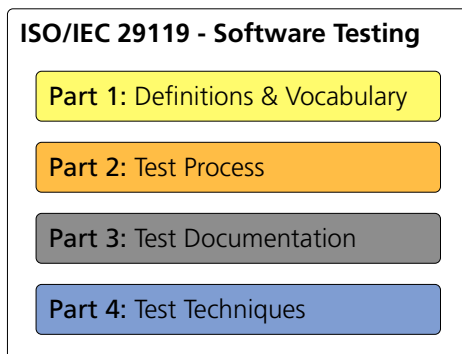 ISO/IEC 29119 - Software Testing
Part 1: Definitions & Vocabulary
Part 2: Test Process
Part 3: Test Documentation
Part 4: Test Techniques